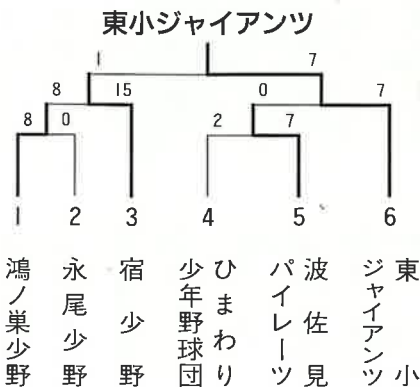 東小ジャイアンツ
1 7
8 15 0 7
8 0 2 7
1 2 3 4 5 6
鴻ノ巣少野
永尾少野
宿少野
ひまわり
少年野球団
波佐見
パイレーツ
東小
ジャイアンツ